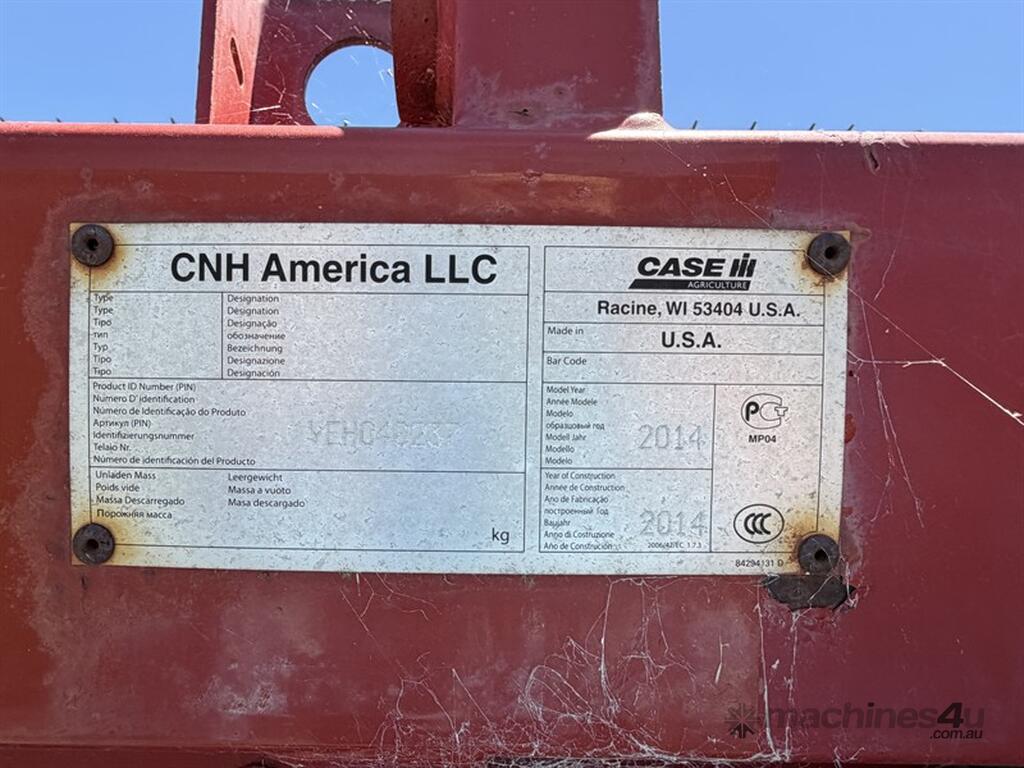 CNH America LLC
Type
Type
Tipo
тип
Typ
Tipo
Tipo
Designation
Désignation
Designação
обозначение
Bezeichnung
Designazione
Designación
Product ID Number (PIN)
Numéro D' identification
Número de Identificação do Produto
Артикул (PIN)
Identifizierungsnummer
Telaio Nr.
Número de identificación del Producto
Unladen Mass
Poids vide
Massa Descarregado
Порожняя масса
Leergewicht
Massa a vuoto
Masa descargado
kg
CASE IH
AGRICULTURE
Racine, WI 53404 U.S.A.
Made in
U.S.A.
Bar Code
Model Year
Année Modele
Modelo
образцовый год
Modell Jahr
Modello
Modelo
2014
Year of Construction
Année de Construction
Ano de Fabricação
построенный Год
Baujahr
Anno di Costruzione
Año de Construción
2014
2006/42/EC 1.7.3
РСТ
MP04
CCC
84294131 D
machines4u
.com.au